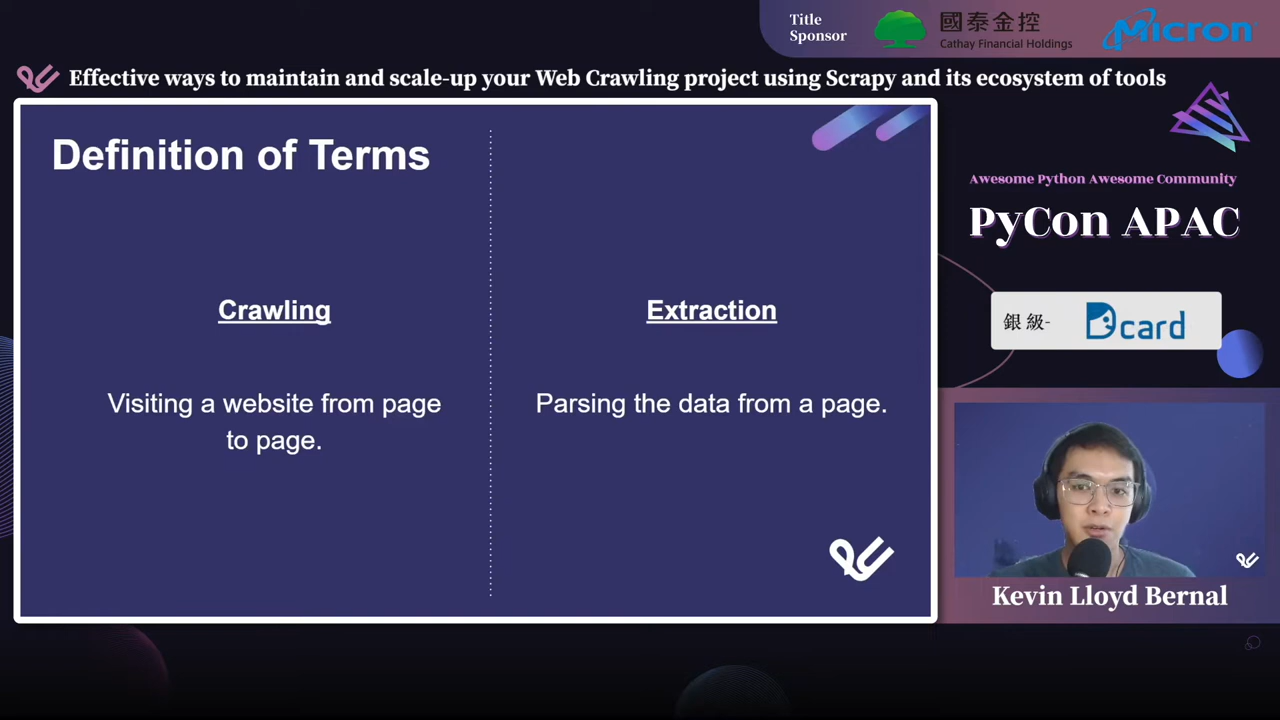 Title
Sponsor
國泰金控
Cathay Financial Holdings
Micron
Effective ways to maintain and scale-up your Web Crawling project using Scrapy and its ecosystem of tools
Definition of Terms
Crawling
Visiting a website from page
to page.
Extraction
Parsing the data from a page.
Awesome Python Awesome Community
PyCon APAC
銀級-
Dcard
Kevin Lloyd Bernal